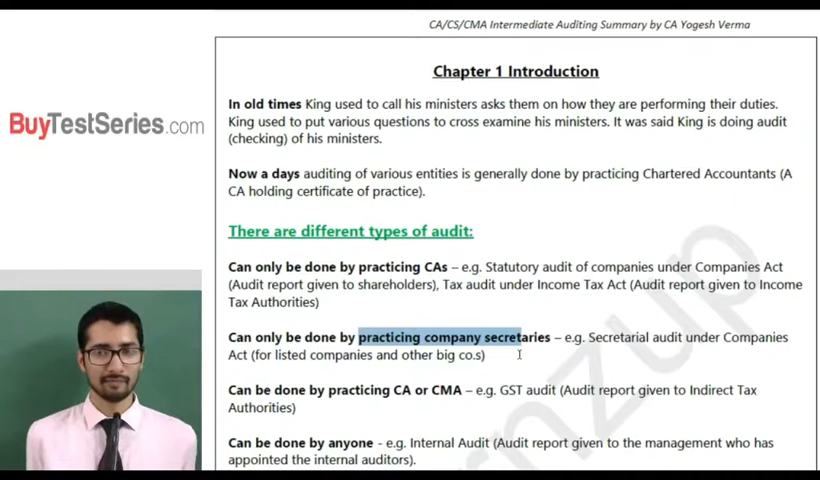 CA/CS/CMA Intermediate Auditing Summary by CA Yogesh Verma
BuyTestSeries.com
Chapter 1 Introduction
In old times King used to call his ministers asks them on how they are performing their duties.
King used to put various questions to cross examine his ministers. It was said King is doing audit
(checking) of his ministers.
Now a days auditing of various entities is generally done by practicing Chartered Accountants (A
CA holding certificate of practice).
There are different types of audit:
Can only be done by practicing CAs – e.g. Statutory audit of companies under Companies Act
(Audit report given to shareholders), Tax audit under Income Tax Act (Audit report given to Income
Tax Authorities)
Can only be done by practicing company secretaries – e.g. Secretarial audit under Companies
Act (for listed companies and other big co.s)
Can be done by practicing CA or CMA – e.g. GST audit (Audit report given to Indirect Tax
Authorities)
Can be done by anyone - e.g. Internal Audit (Audit report given to the management who has
appointed the internal auditors).